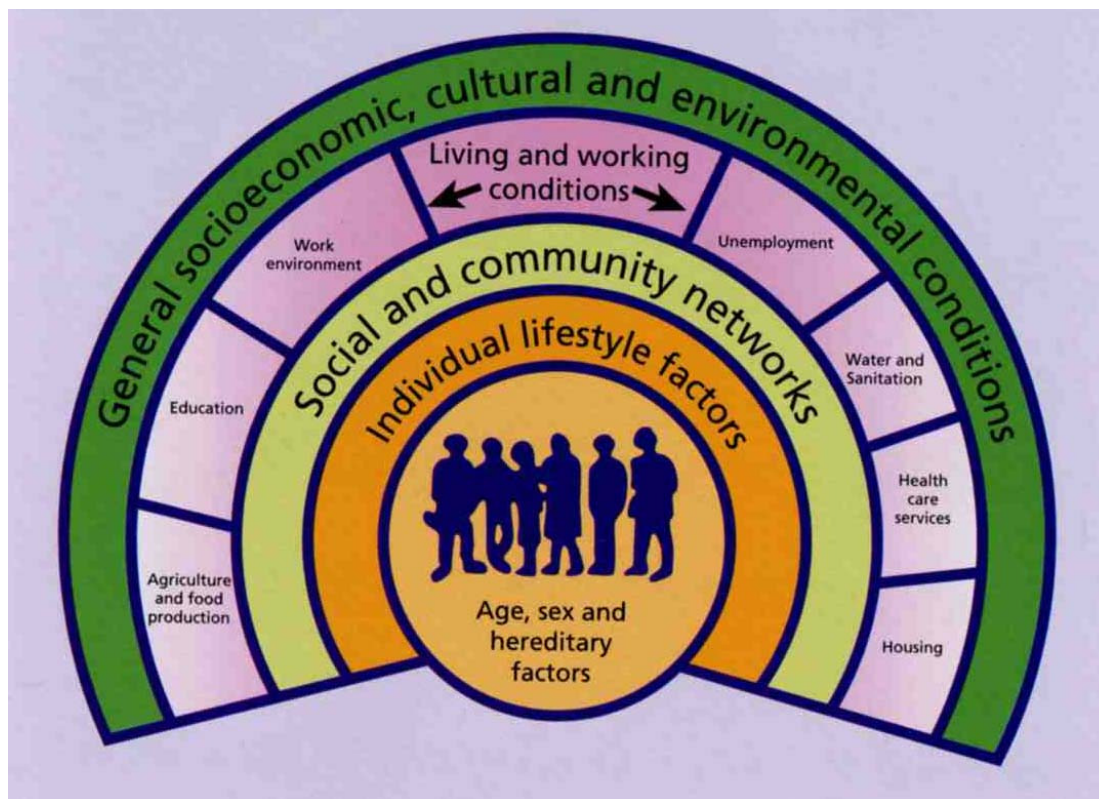 General socioeconomic, cultural and environmental conditions
Living and working
conditions
Work
environment
Unemployment
Education
Water and
Sanitation
Agriculture
and food
production
Health
care
services
Housing
Social and community networks
Individual lifestyle factors
Age, sex and
hereditary
factors